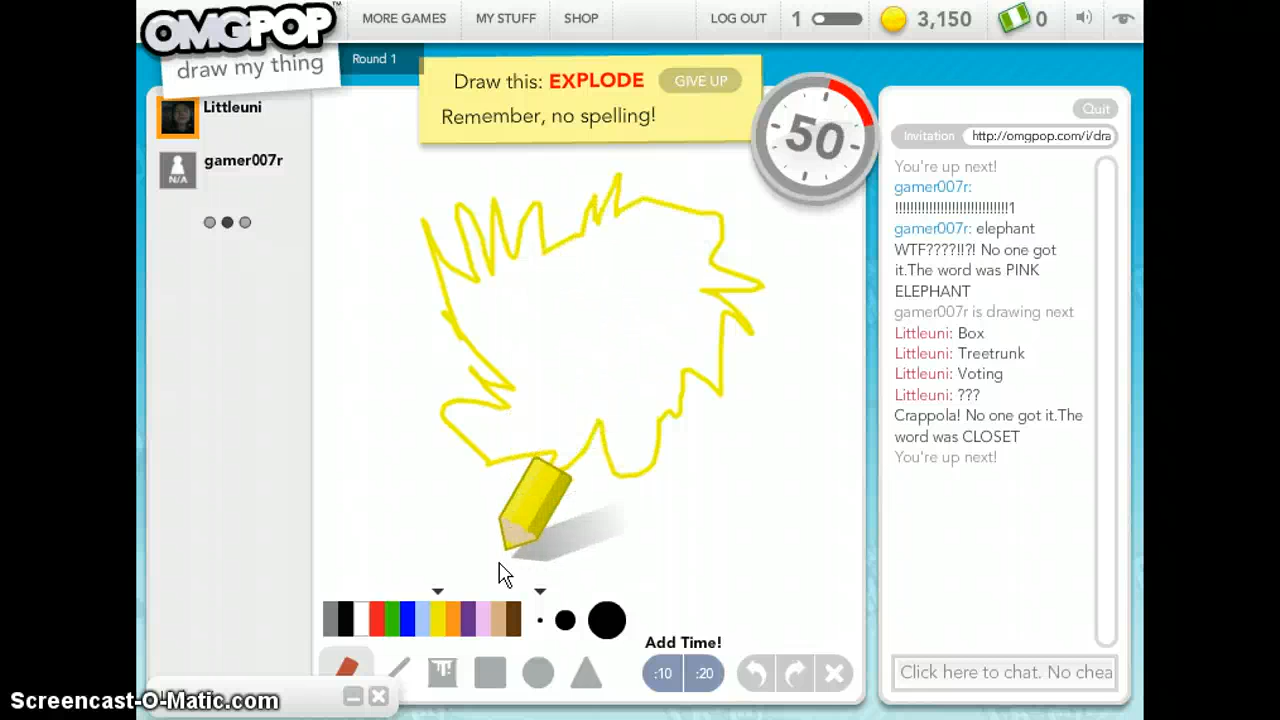 OMGPOP™
draw my thing
MORE GAMES
MY STUFF
SHOP
LOG OUT
1
3,150
0
Round 1
Draw this: EXPLODE
GIVE UP
Remember, no spelling!
50
Littleuni
gamer007r
N/A
Quit
Invitation
http://omgpop.com/i/dra
You're up next!
gamer007r:
!!!!!!!!!!!!!!!!!!!!!!!!!!!!!1
gamer007r: elephant
WTF????!!?! No one got
it.The word was PINK
ELEPHANT
gamer007r is drawing next
Littleuni: Box
Littleuni: Treetrunk
Littleuni: Voting
Littleuni: ???
Crappola! No one got it.The
word was CLOSET
You're up next!
Add Time!
:10
:20
Click here to chat. No chea
Screencast-O-Matic.com